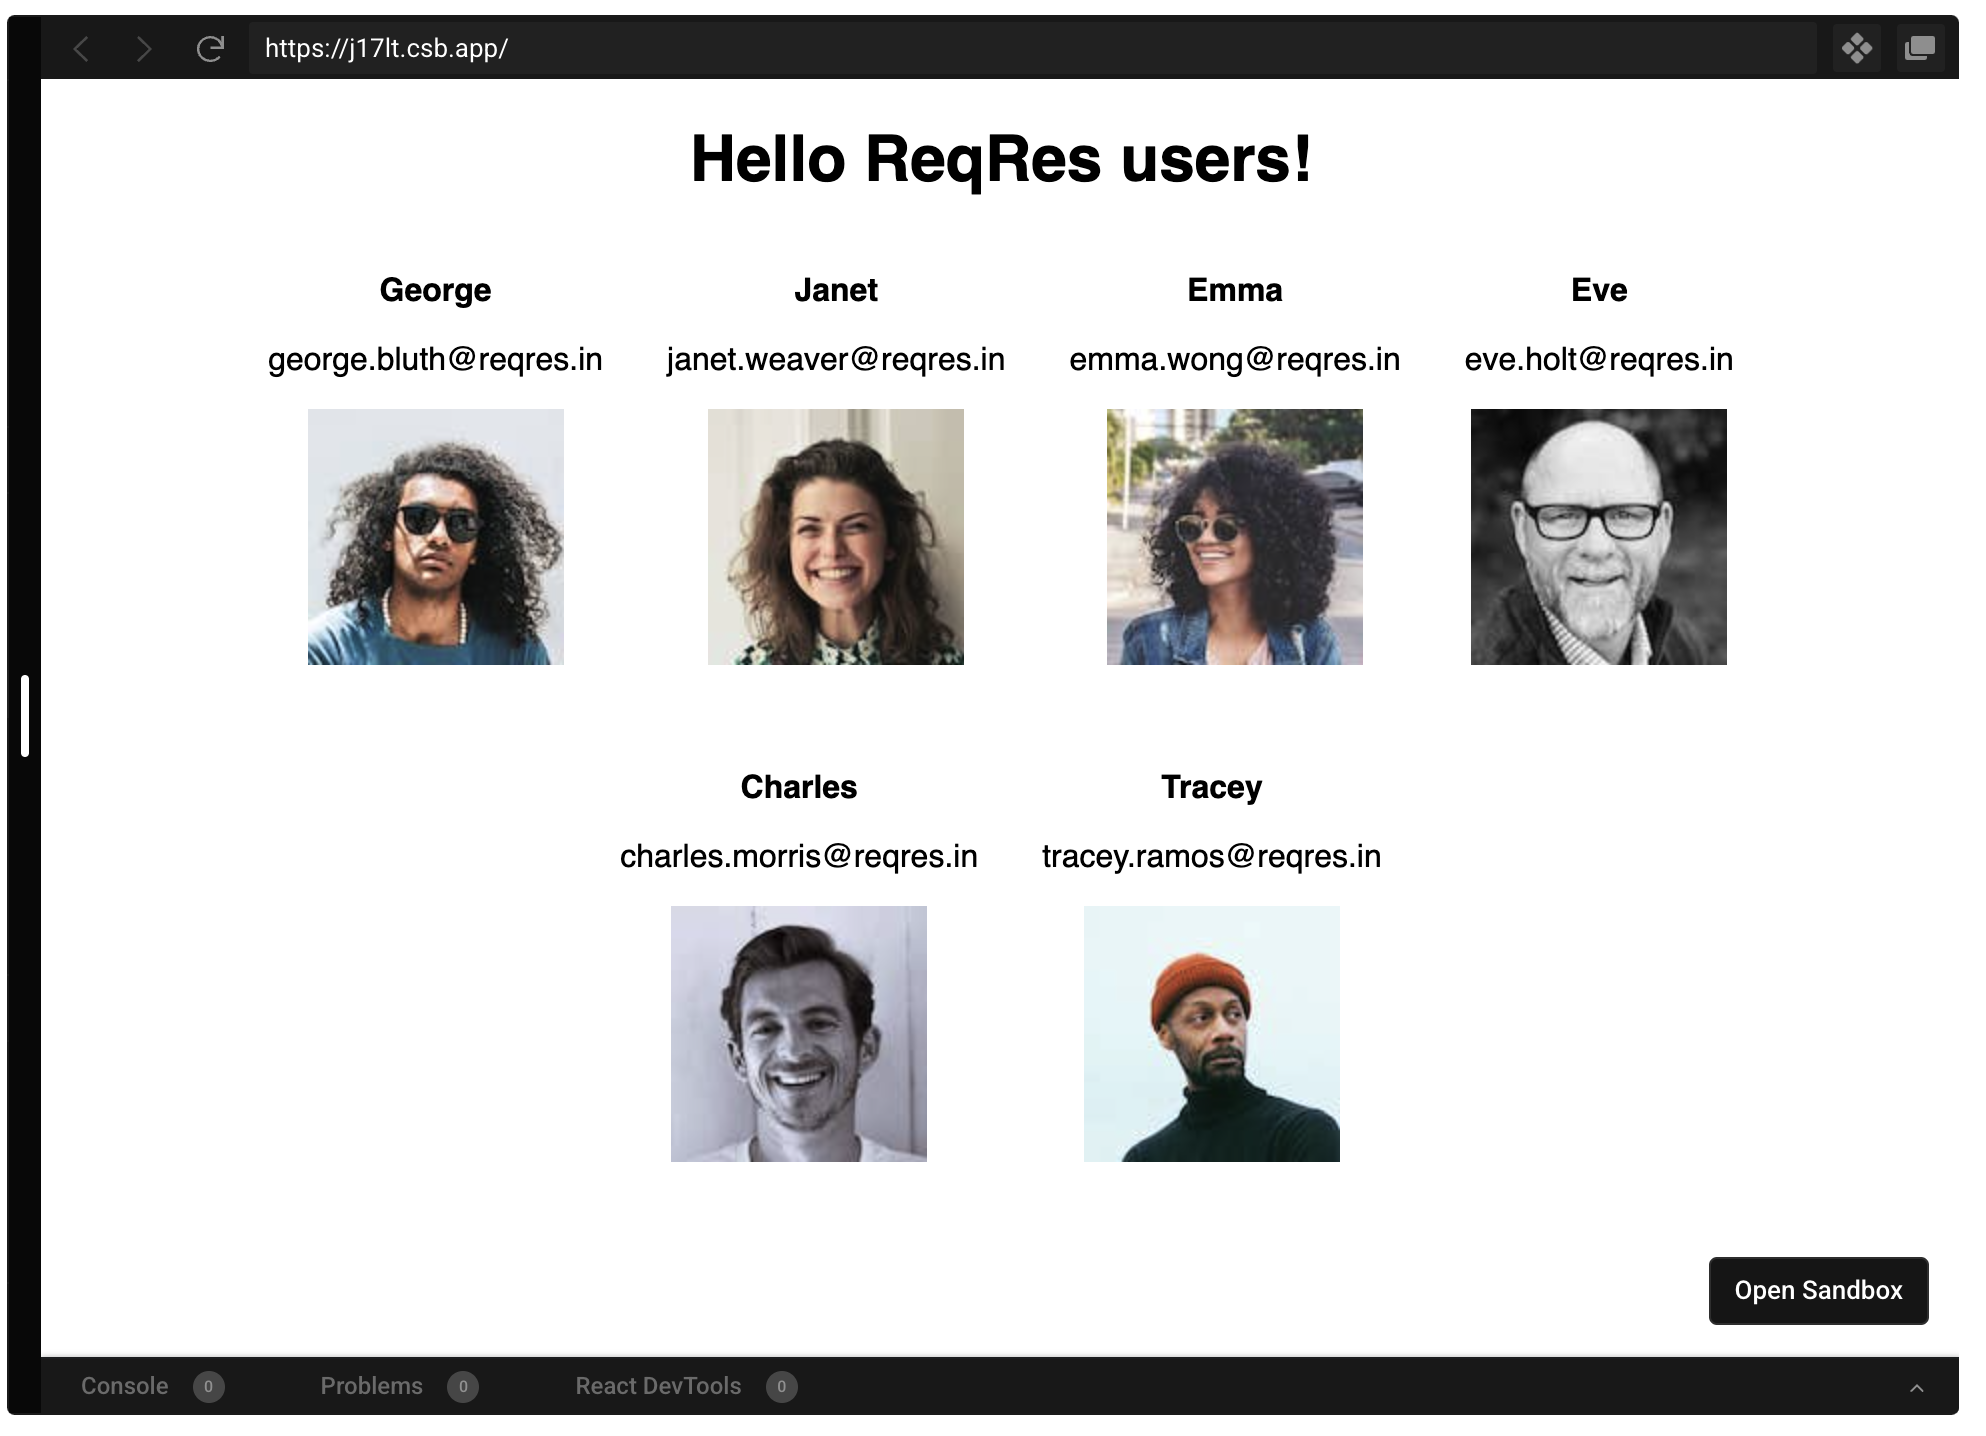 https://j17lt.csb.app/
Hello ReqRes users!
George
george.bluth@reqres.in
Janet
janet.weaver@reqres.in
Emma
emma.wong@reqres.in
Eve
eve.holt@reqres.in
Charles
charles.morris@reqres.in
Tracey
tracey.ramos@reqres.in
Open Sandbox
Console 0 Problems 0 React DevTools 0